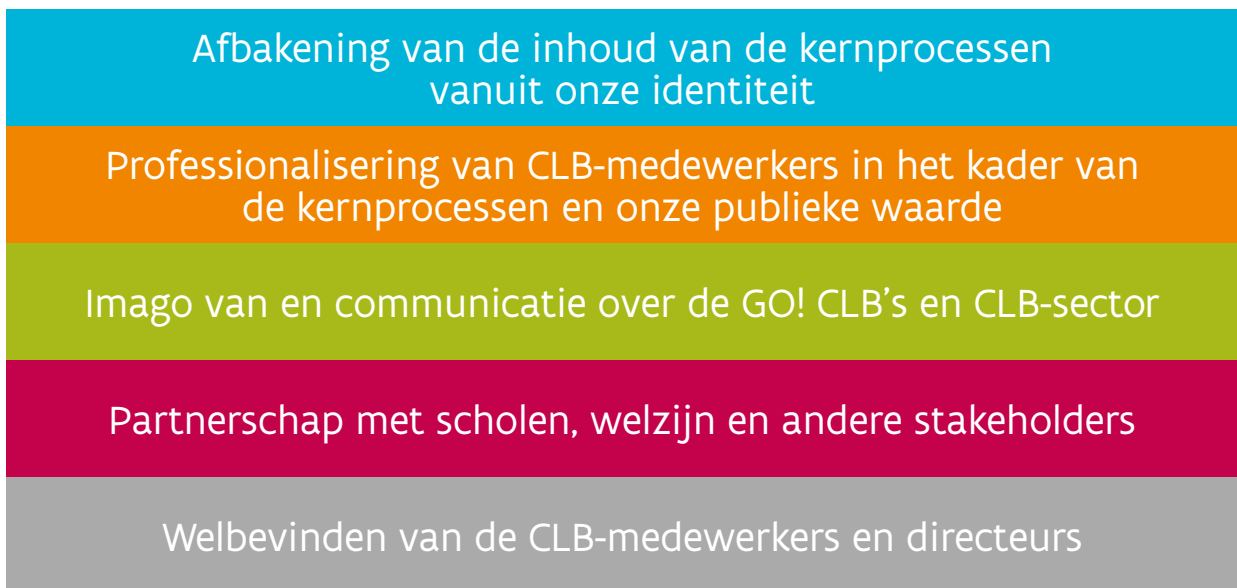 Afbakening van de inhoud van de kernprocessen
vanuit onze identiteit
Professionalisering van CLB-medewerkers in het kader van
de kernprocessen en onze publieke waarde
Imago van en communicatie over de GO! CLB’s en CLB-sector
Partnerschap met scholen, welzijn en andere stakeholders
Welbevinden van de CLB-medewerkers en directeurs